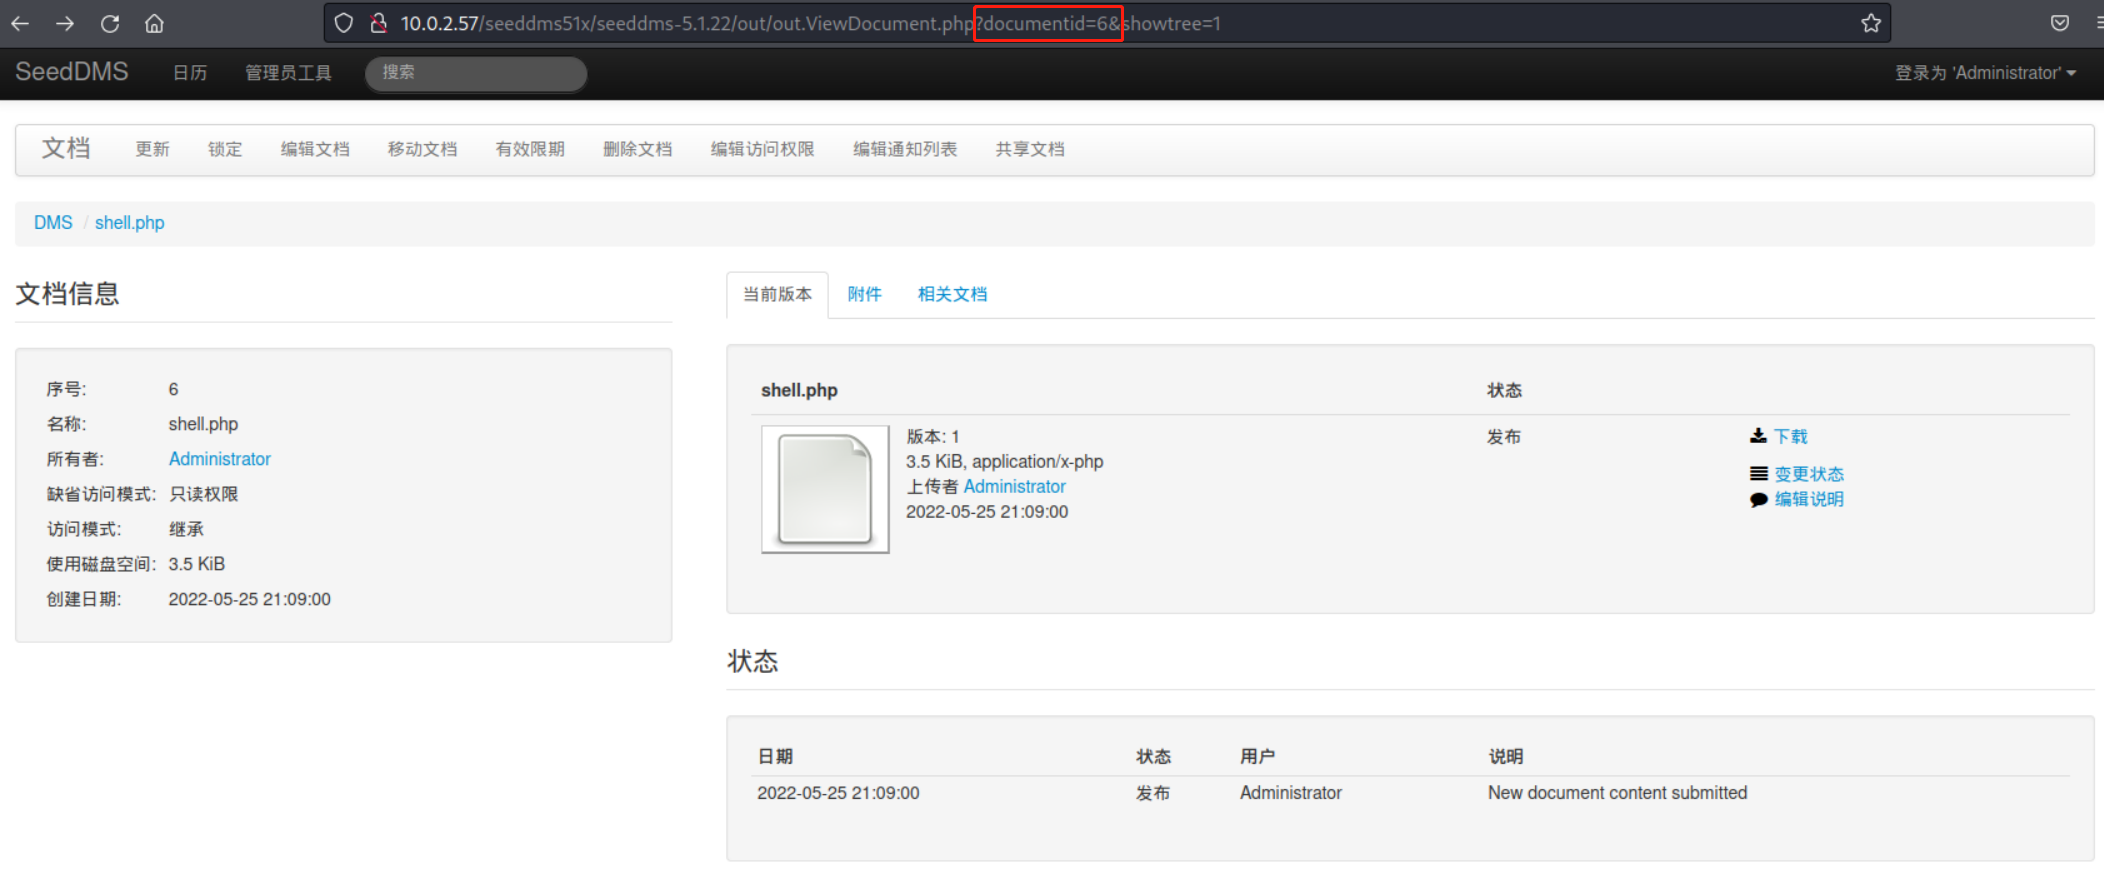 10.0.2.57/seeddms51x/seeddms-5.1.22/out/out.ViewDocument.php?documentid=6&showtree=1
SeedDMS 日历 管理员工具 搜索 登录为 'Administrator'
文档 更新 锁定 编辑文档 移动文档 有效限期 删除文档 编辑访问权限 编辑通知列表 共享文档
DMS / shell.php
文档信息
序号: 6
名称: shell.php
所有者: Administrator
缺省访问模式: 只读权限
访问模式: 继承
使用磁盘空间: 3.5 KiB
创建日期: 2022-05-25 21:09:00
当前版本 附件 相关文档
shell.php 状态
版本: 1 发布 下载
3.5 KiB, application/x-php
上传者 Administrator 变更状态
2022-05-25 21:09:00 编辑说明
状态
日期 状态 用户 说明
2022-05-25 21:09:00 发布 Administrator New document content submitted